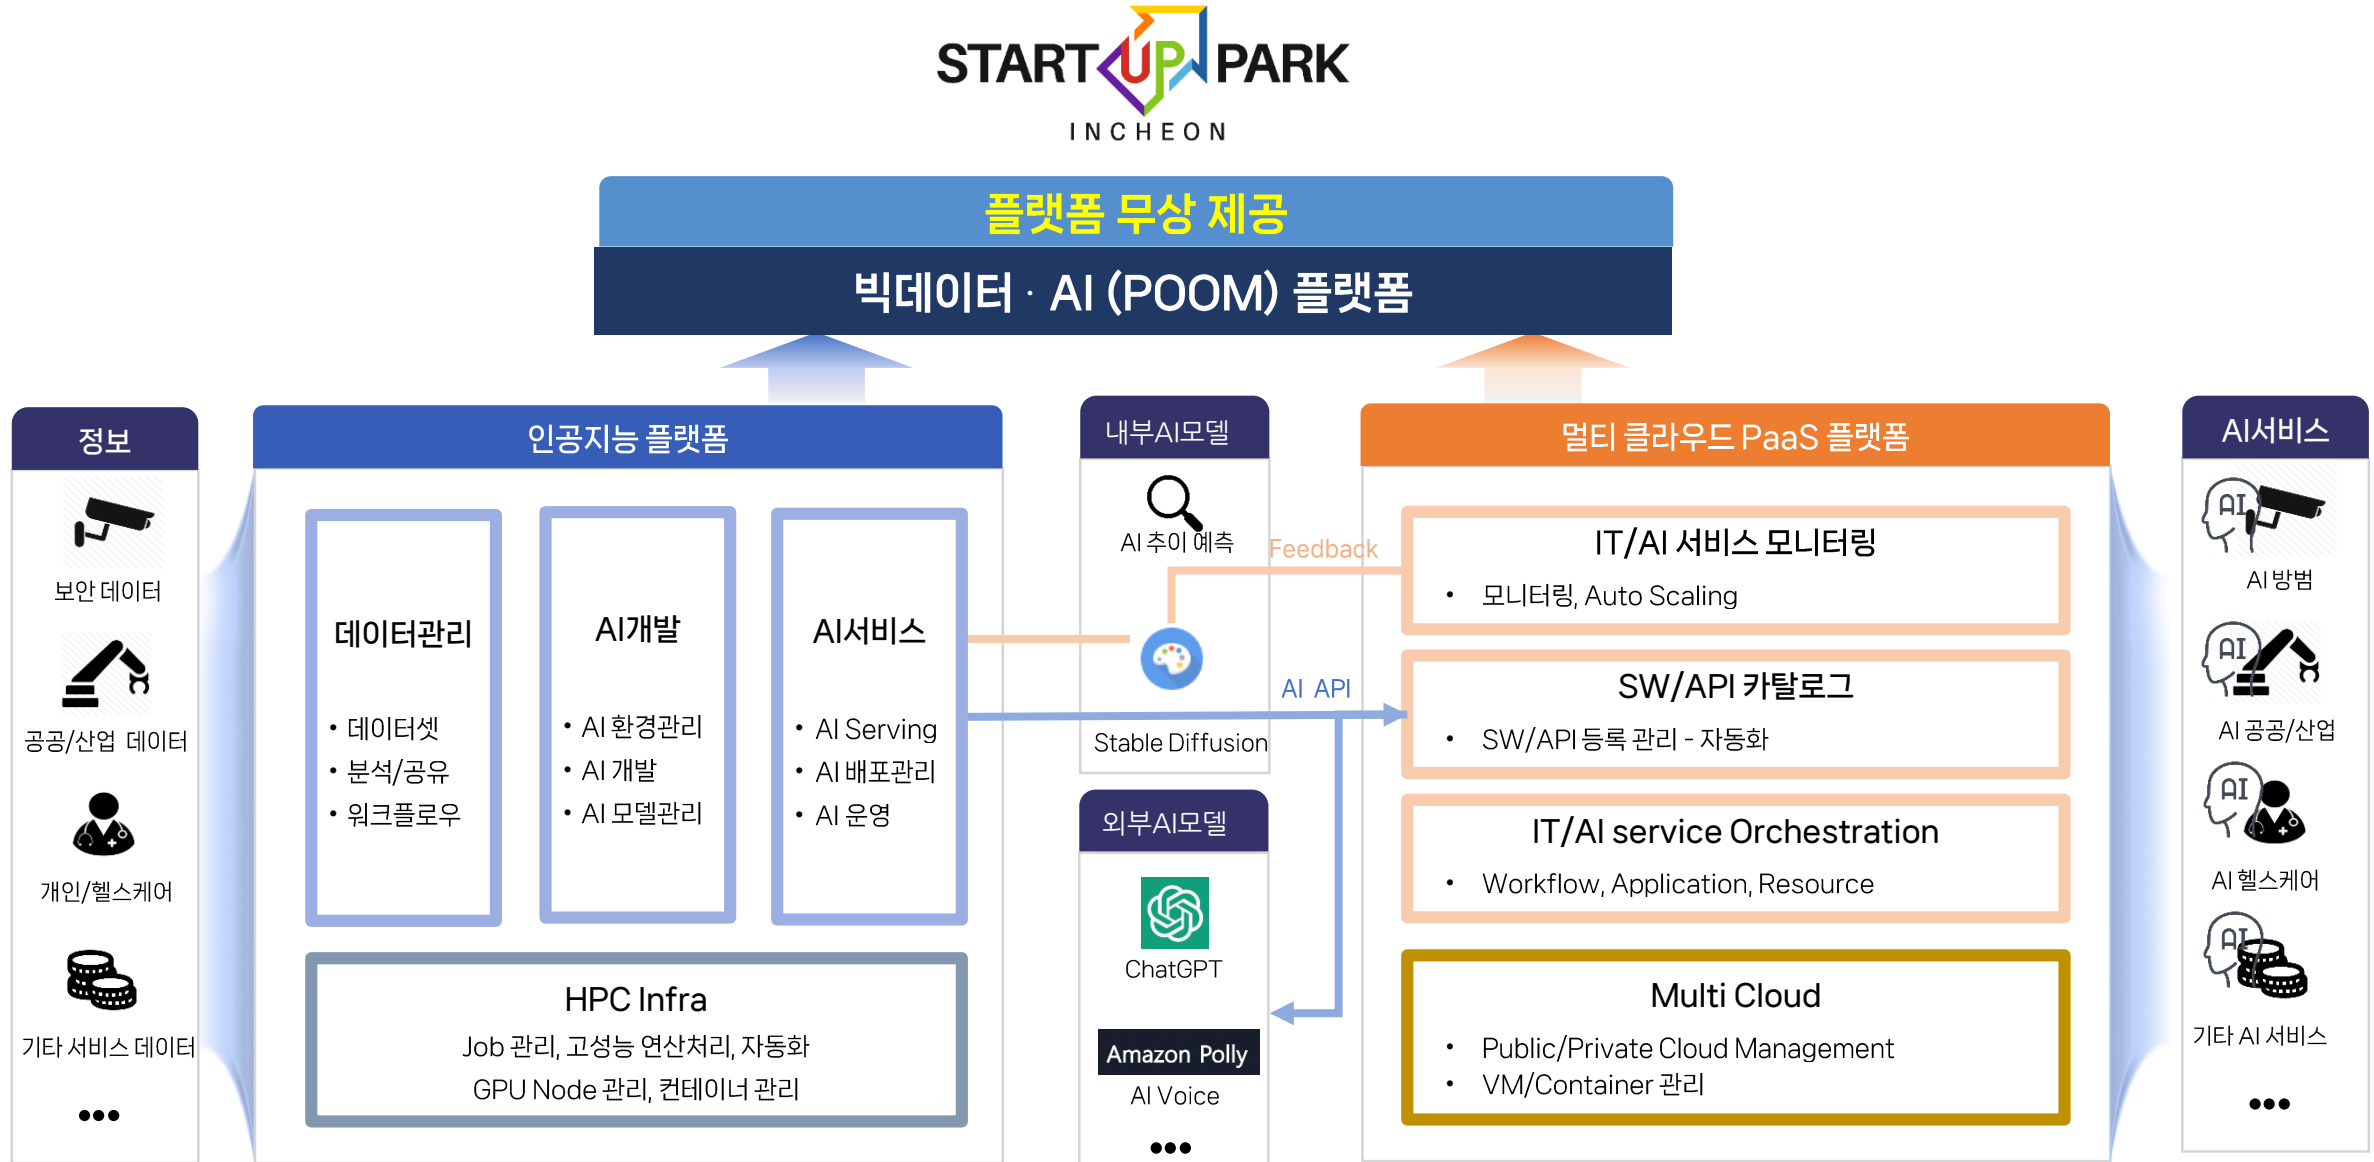 START UP PARK
INCHEON
플랫폼 무상 제공
빅데이터 · AI (POOM) 플랫폼
정보
보안 데이터
공공/산업 데이터
개인/헬스케어
기타 서비스 데이터
•••
인공지능 플랫폼
데이터관리
• 데이터셋
• 분석/공유
• 워크플로우
AI개발
• AI 환경관리
• AI 개발
• AI 모델관리
AI서비스
• AI Serving
• AI 배포관리
• AI 운영
HPC Infra
Job 관리, 고성능 연산처리, 자동화
GPU Node 관리, 컨테이너 관리
내부AI모델
AI 추이 예측
Feedback
AI API
Stable Diffusion
외부AI모델
ChatGPT
Amazon Polly
AI Voice
•••
멀티 클라우드 PaaS 플랫폼
IT/AI 서비스 모니터링
• 모니터링, Auto Scaling
SW/API 카탈로그
• SW/API 등록 관리 - 자동화
IT/AI service Orchestration
• Workflow, Application, Resource
Multi Cloud
• Public/Private Cloud Management
• VM/Container 관리
AI서비스
AI
AI 방범
AI
AI 공공/산업
AI
AI 헬스케어
AI
기타 AI 서비스
•••